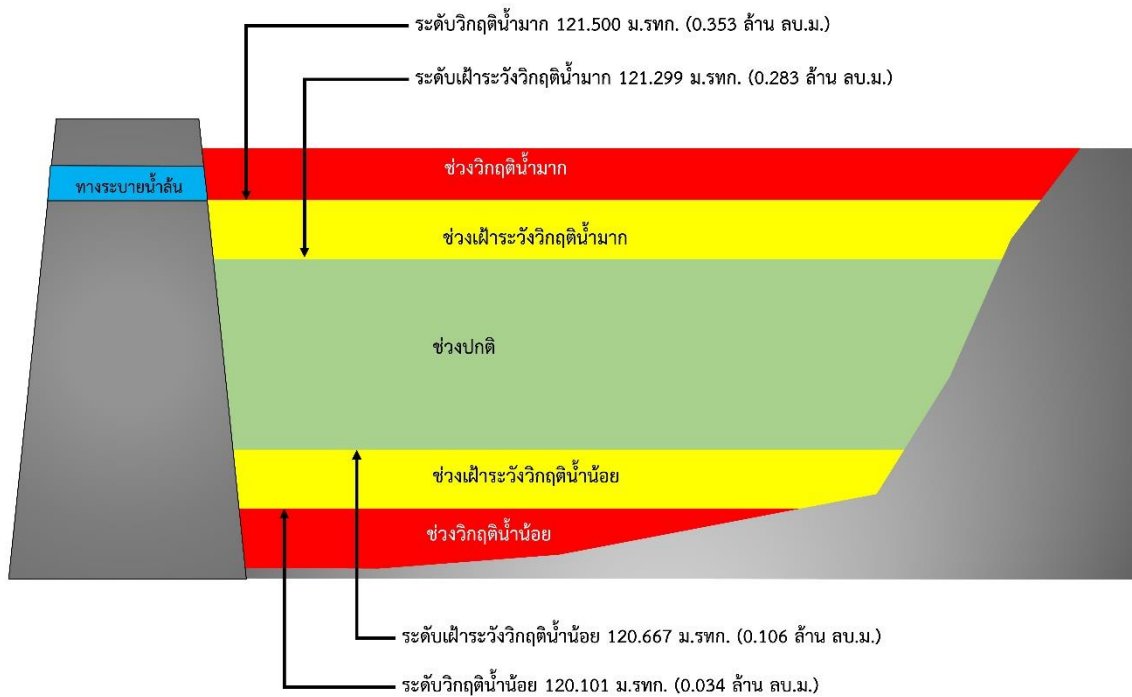 ระดับวิกฤติน้ำมาก 121.500 ม.รทก. (0.353 ล้าน ลบ.ม.)
ระดับเฝ้าระวังวิกฤติน้ำมาก 121.299 ม.รทก. (0.283 ล้าน ลบ.ม.)
ช่วงวิกฤติน้ำมาก
ทางระบายน้ำล้น
ช่วงเฝ้าระวังวิกฤติน้ำมาก
ช่วงปกติ
ช่วงเฝ้าระวังวิกฤติน้ำน้อย
ช่วงวิกฤติน้ำน้อย
ระดับเฝ้าระวังวิกฤติน้ำน้อย 120.667 ม.รทก. (0.106 ล้าน ลบ.ม.)
ระดับวิกฤติน้ำน้อย 120.101 ม.รทก. (0.034 ล้าน ลบ.ม.)